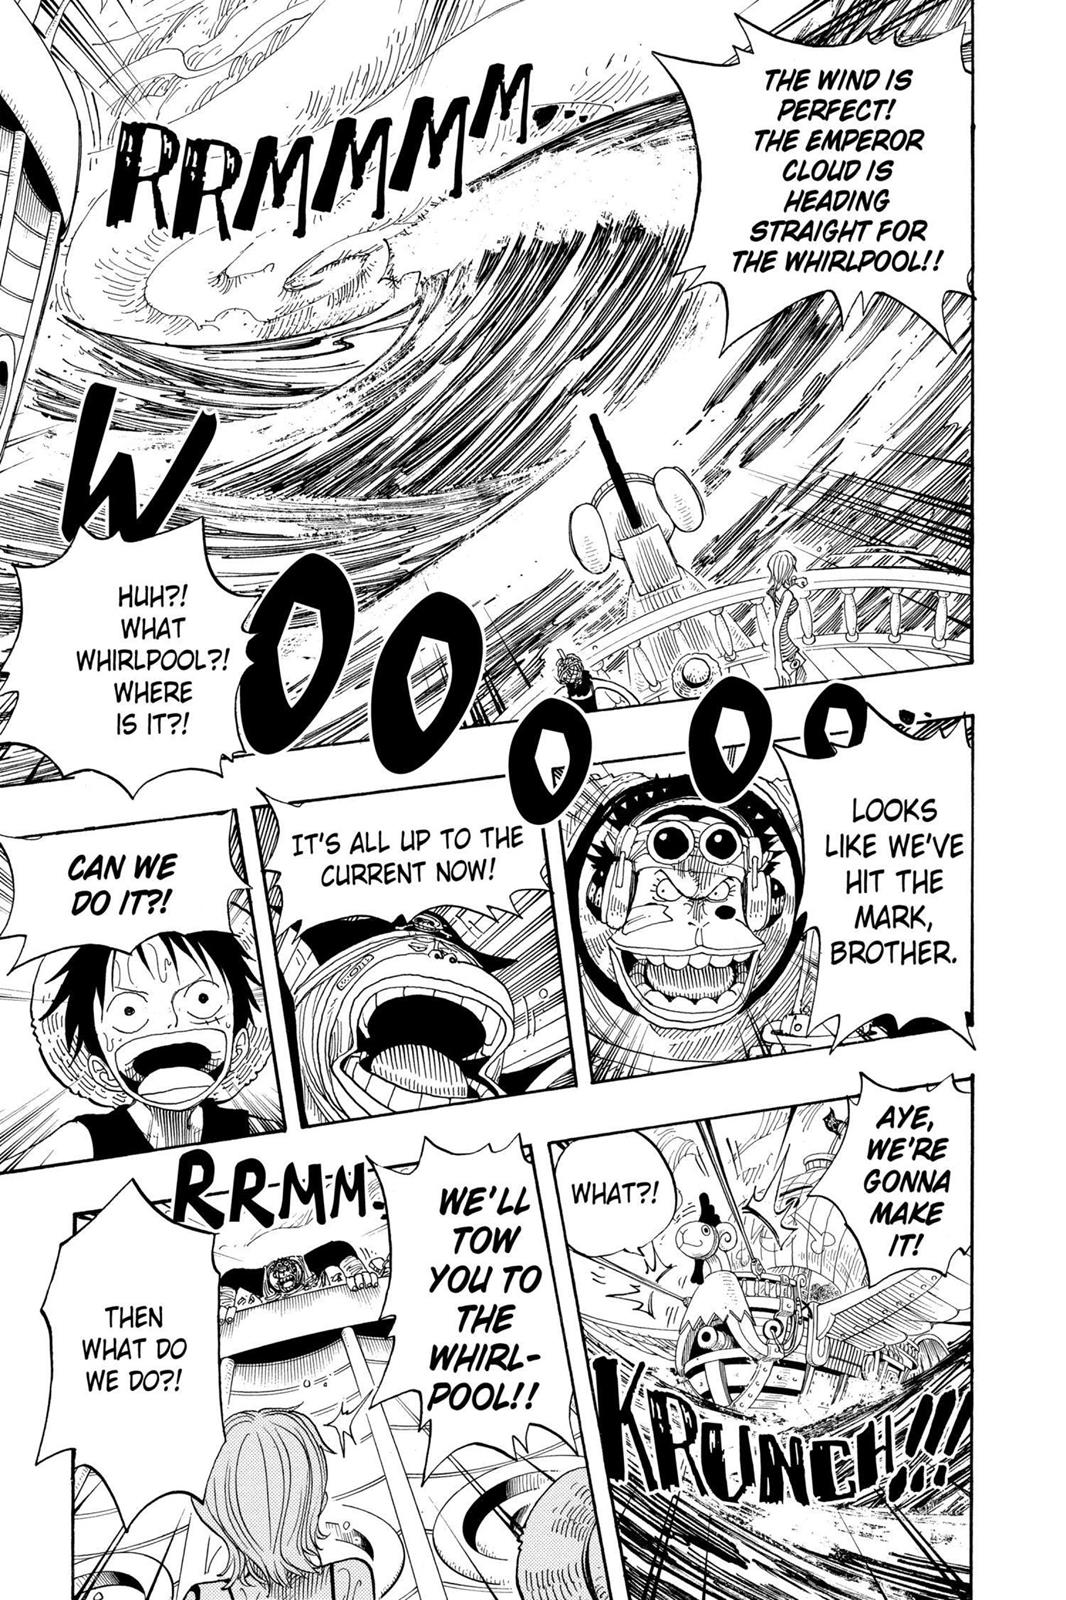 THE WIND IS
PERFECT!
THE EMPEROR
CLOUD IS
HEADING
STRAIGHT FOR
THE WHIRLPOOL!!
RRMMMM...
HUH?!
WHAT
WHIRLPOOL?!
WHERE
IS IT?!
WOOOOO
LOOKS
LIKE WE'VE
HIT THE
MARK,
BROTHER.
IT'S ALL UP TO THE
CURRENT NOW!
CAN WE
DO IT?!
AYE,
WE'RE
GONNA
MAKE
IT!
WHAT?!
KRUNCH!!!
WE'LL
TOW
YOU TO
THE
WHIRL-
POOL!!
RRMM...
THEN
WHAT DO
WE DO?!